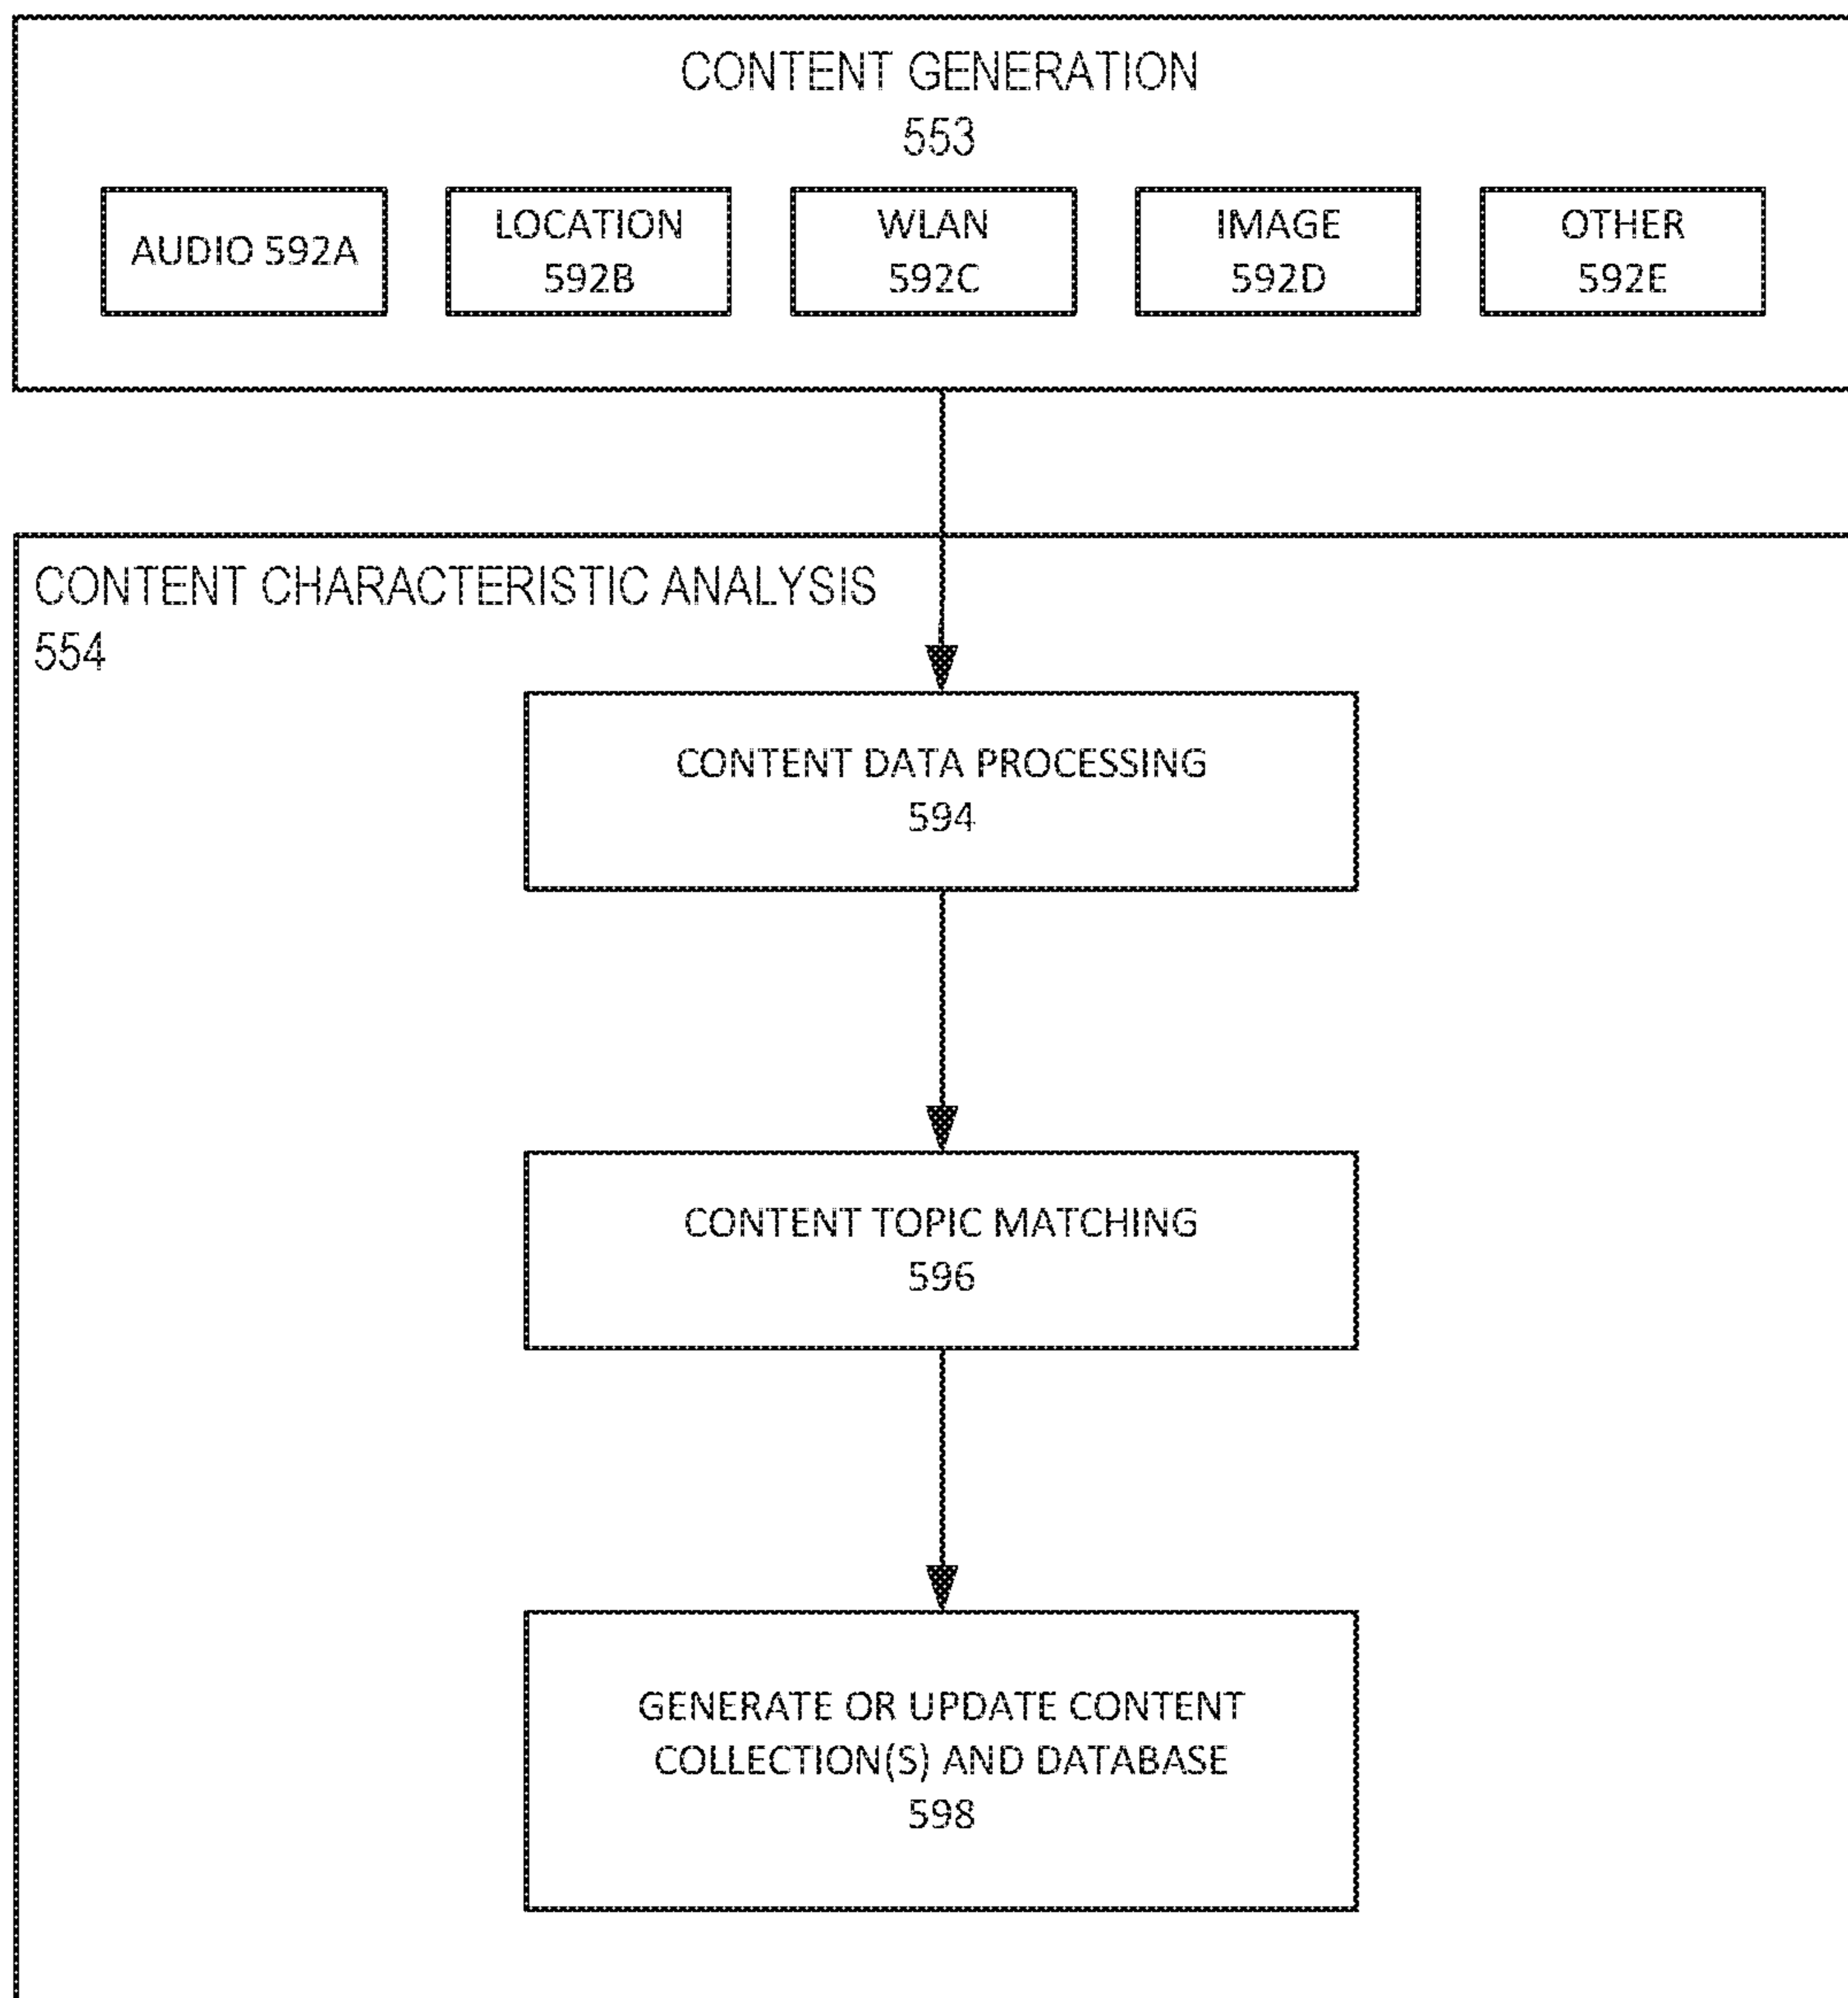 CONTENT GENERATION
553
AUDIO 592A
LOCATION
592B
WLAN
592C
IMAGE
592D
OTHER
592E
CONTENT CHARACTERISTIC ANALYSIS
554
CONTENT DATA PROCESSING
594
CONTENT TOPIC MATCHING
596
GENERATE OR UPDATE CONTENT
COLLECTION(S) AND DATABASE
598